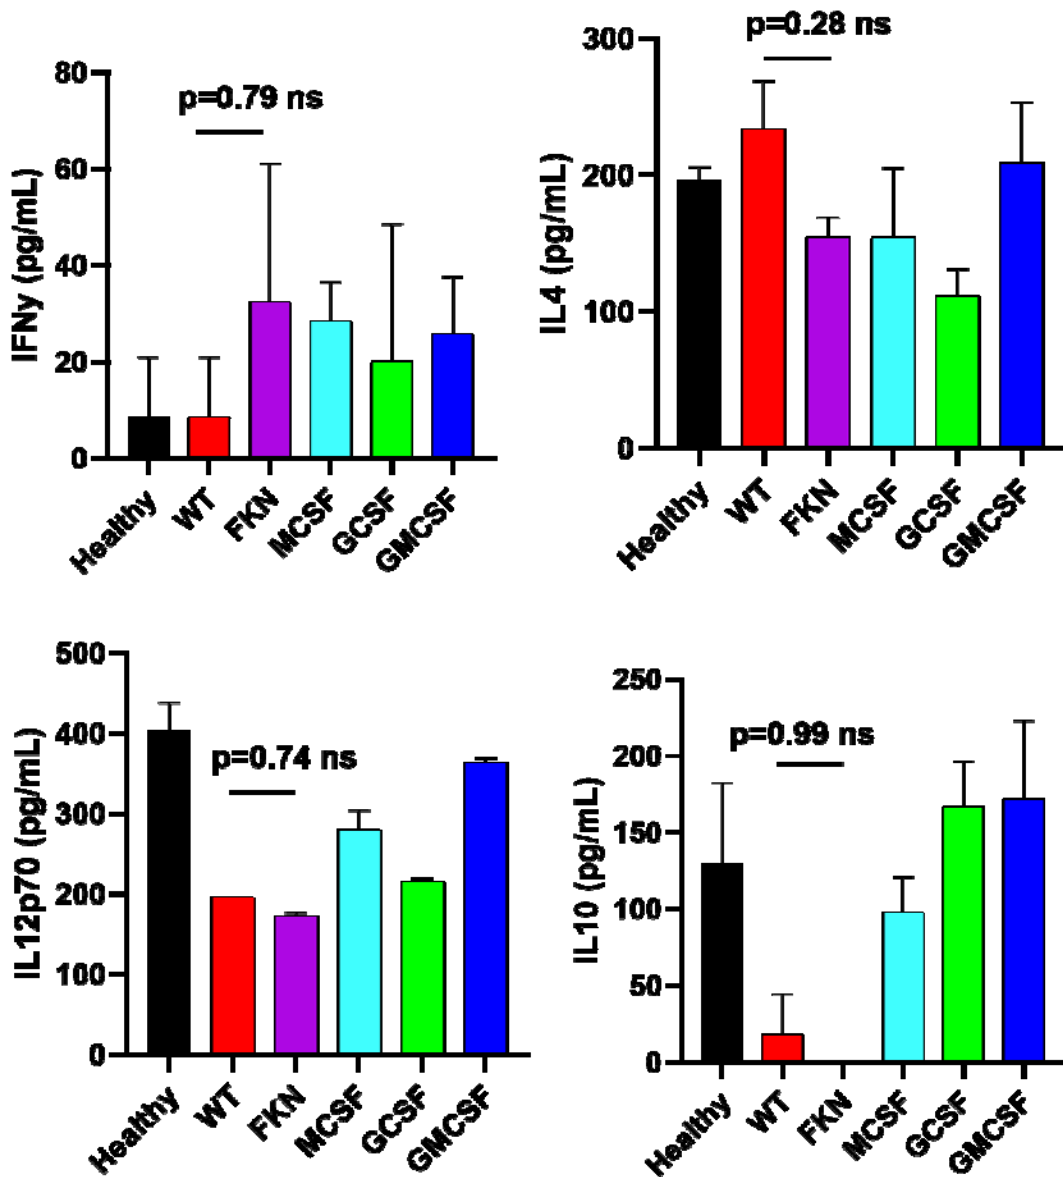 p=0.79 ns
IFNy (pg/mL)
80
60
40
20
0
Healthy
WT
FKN
MCSF
GCSF
GMCSF
p=0.28 ns
IL4 (pg/mL)
300
200
100
0
Healthy
WT
FKN
MCSF
GCSF
GMCSF
p=0.74 ns
IL12p70 (pg/mL)
500
400
300
200
100
0
Healthy
WT
FKN
MCSF
GCSF
GMCSF
p=0.99 ns
IL10 (pg/mL)
250
200
150
100
50
0
Healthy
WT
FKN
MCSF
GCSF
GMCSF